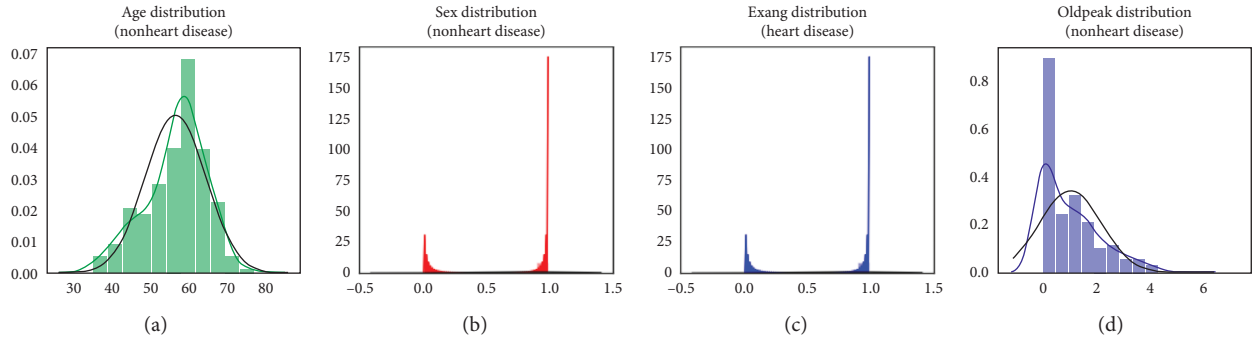 Age distribution
(nonheart disease)
0.07
0.06
0.05
0.04
0.03
0.02
0.01
0.00
30 40 50 60 70 80
(a)
Sex distribution
(nonheart disease)
175
150
125
100
75
50
25
0
−0.5 0.0 0.5 1.0 1.5
(b)
Exang distribution
(heart disease)
175
150
125
100
75
50
25
0
−0.5 0.0 0.5 1.0 1.5
(c)
Oldpeak distribution
(nonheart disease)
0.8
0.6
0.4
0.2
0.0
0 2 4 6
(d)